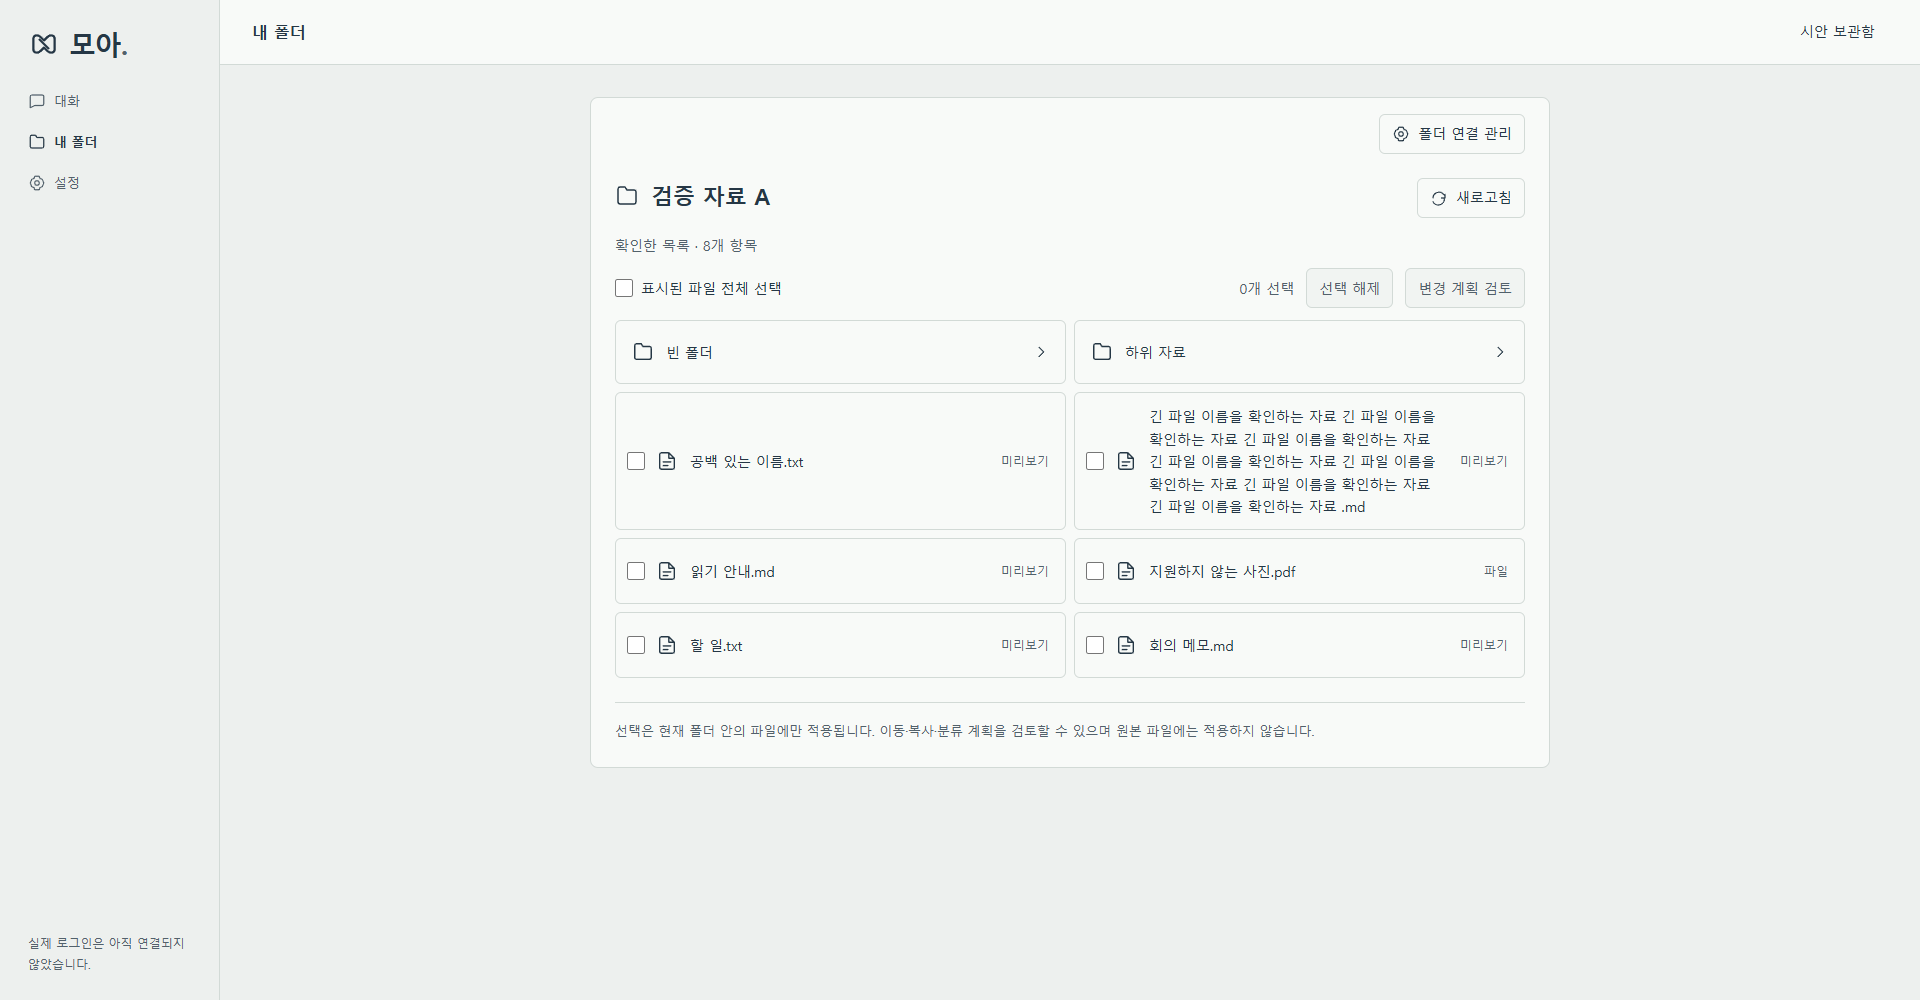 모아.
대화
내 폴더
설정
실제 로그인은 아직 연결되지
않았습니다.
내 폴더
시안 보관함
폴더 연결 관리
검증 자료 A
새로고침
확인한 목록 · 8개 항목
표시된 파일 전체 선택
0개 선택
선택 해제
변경 계획 검토
빈 폴더
하위 자료
공백 있는 이름.txt
미리보기
긴 파일 이름을 확인하는 자료 긴 파일 이름을
확인하는 자료 긴 파일 이름을 확인하는 자료
긴 파일 이름을 확인하는 자료 긴 파일 이름을
확인하는 자료 긴 파일 이름을 확인하는 자료
긴 파일 이름을 확인하는 자료 .md
미리보기
읽기 안내.md
미리보기
지원하지 않는 사진.pdf
파일
할 일.txt
미리보기
회의 메모.md
미리보기
선택은 현재 폴더 안의 파일에만 적용됩니다. 이동·복사·분류 계획을 검토할 수 있으며 원본 파일에는 적용하지 않습니다.